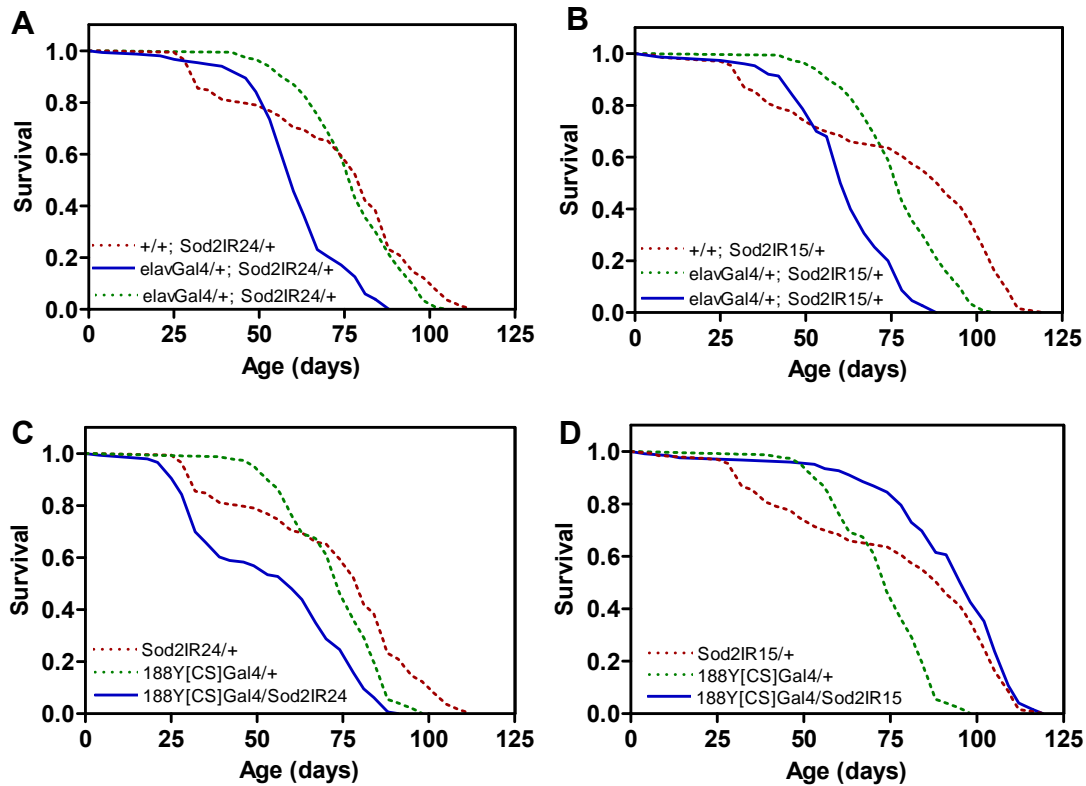 A
1.0
0.8
0.6
0.4
0.2
0.0
Survival
+/+; Sod2IR24/+
elavGal4/+; Sod2IR24/+
elavGal4/+; Sod2IR24/+
0 25 50 75 100 125
Age (days)
B
1.0
0.8
0.6
0.4
0.2
0.0
Survival
+/+; Sod2IR15/+
elavGal4/+; Sod2IR15/+
elavGal4/+; Sod2IR15/+
0 25 50 75 100 125
Age (days)
C
1.0
0.8
0.6
0.4
0.2
0.0
Survival
Sod2IR24/+
188Y[CS]Gal4/+
188Y[CS]Gal4/Sod2IR24
0 25 50 75 100 125
Age (days)
D
1.0
0.8
0.6
0.4
0.2
0.0
Survival
Sod2IR15/+
188Y[CS]Gal4/+
188Y[CS]Gal4/Sod2IR15
0 25 50 75 100 125
Age (days)